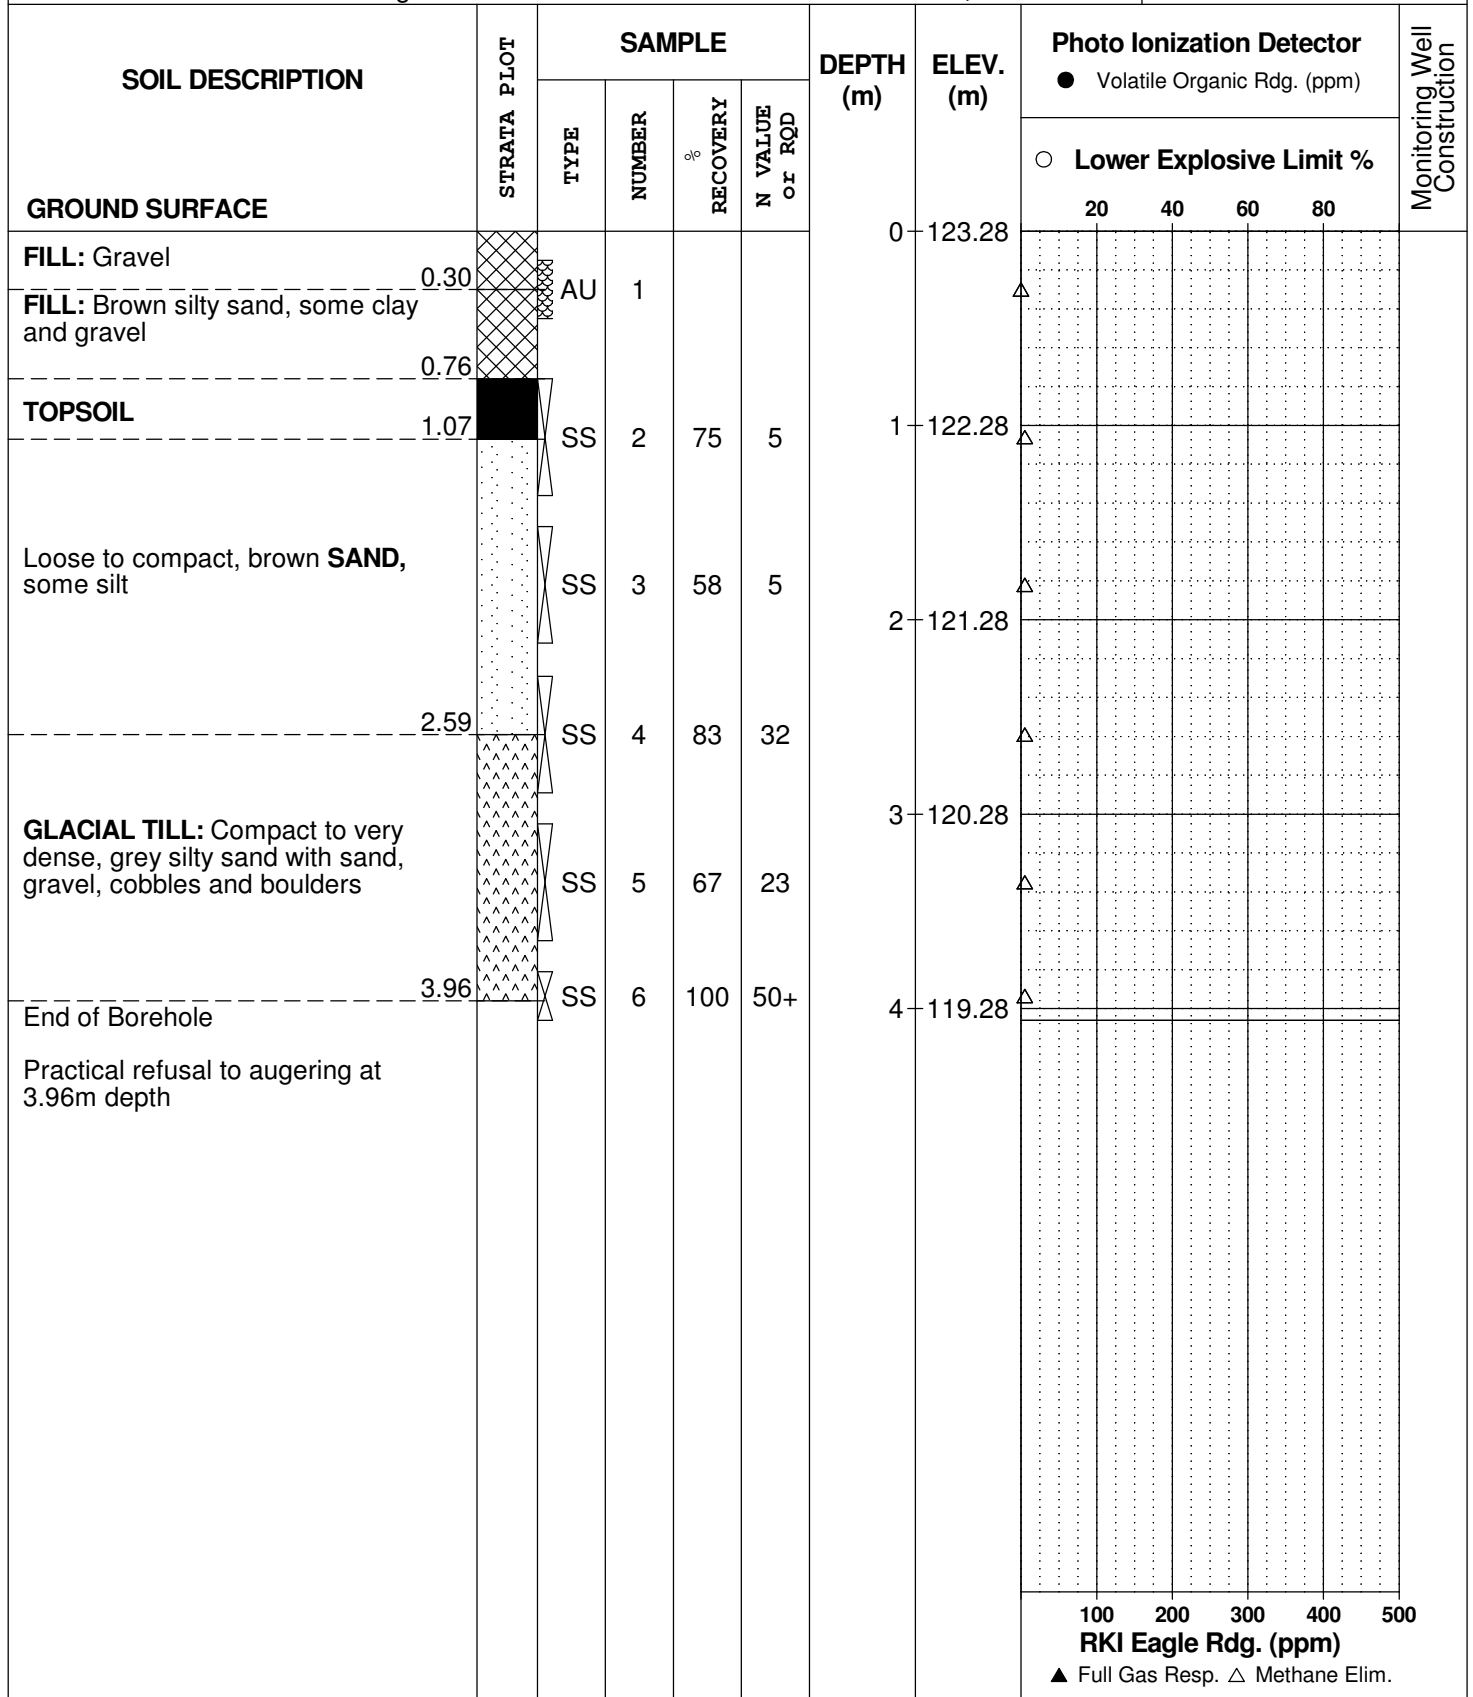 SOIL DESCRIPTION
GROUND SURFACE
STRATA PLOT
SAMPLE
TYPE
NUMBER
%
RECOVERY
N VALUE
or RQD
DEPTH
(m)
ELEV.
(m)
Photo Ionization Detector
● Volatile Organic Rdg. (ppm)
○ Lower Explosive Limit %
20 40 60 80
Monitoring Well
Construction
0 123.28
FILL: Gravel
0.30
AU 1
FILL: Brown silty sand, some clay
and gravel
0.76
TOPSOIL
1.07
1 122.28
SS 2 75 5
Loose to compact, brown SAND,
some silt
SS 3 58 5
2 121.28
2.59
SS 4 83 32
3 120.28
GLACIAL TILL: Compact to very
dense, grey silty sand with sand,
gravel, cobbles and boulders
SS 5 67 23
3.96
SS 6 100 50+
4 119.28
End of Borehole
Practical refusal to augering at
3.96m depth
100 200 300 400 500
RKI Eagle Rdg. (ppm)
▲ Full Gas Resp. △ Methane Elim.